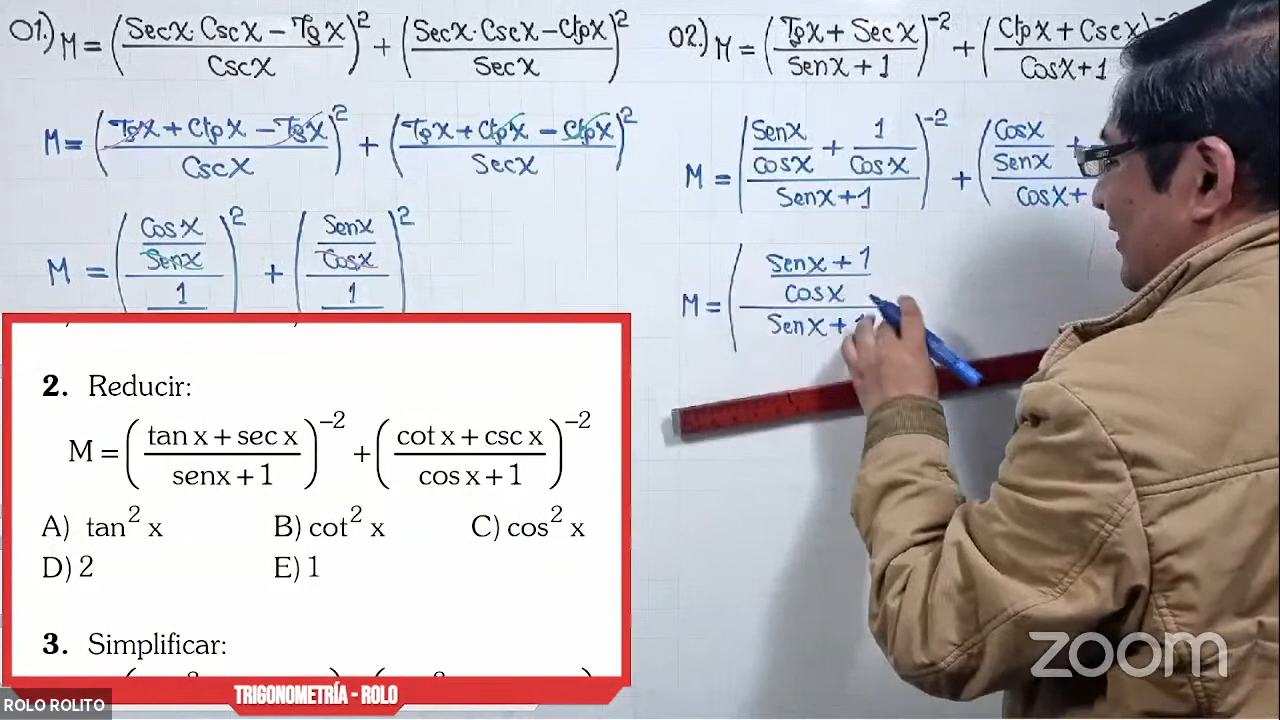 01.) M = (SecX·CscX − TgX / CscX)² + (SecX·CscX − CtgX / SecX)²
M = (TgX + CtgX − TgX / CscX)² + (TgX + CtgX − CtgX / SecX)²
M = (CosX / SenX / 1)² + (SenX / CosX / 1)²
02.) M = (TgX + SecX / SenX + 1)⁻² + (CtgX + CscX / CosX + 1)⁻²
M = (SenX / CosX + 1 / CosX / SenX + 1)⁻² + (CosX / SenX + / CosX +
M = (SenX + 1 / CosX / SenX + 1
2. Reducir:
M = (tan x + sec x / senx + 1)⁻² + (cot x + csc x / cos x + 1)⁻²
A) tan² x B) cot² x C) cos² x
D) 2 E) 1
3. Simplificar:
TRIGONOMETRÍA - ROLO
ROLO ROLITO
zoom